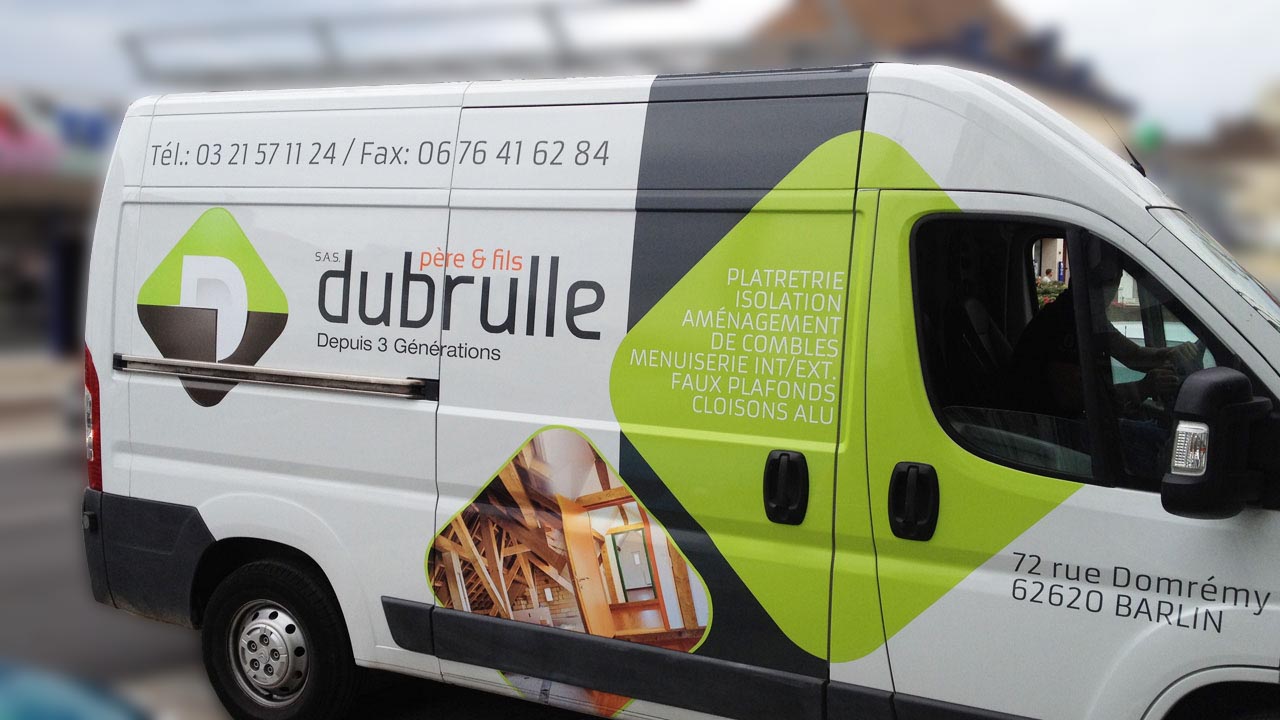 Tél.: 03 21 57 11 24 / Fax: 06 76 41 62 84
D
S.A.S.
père & fils
dubrulle
Depuis 3 Générations
PLATRETRIE
ISOLATION
AMÉNAGEMENT
DE COMBLES
MENUISERIE INT/EXT.
FAUX PLAFONDS
CLOISONS ALU
72 rue Domrémy
62620 BARLIN